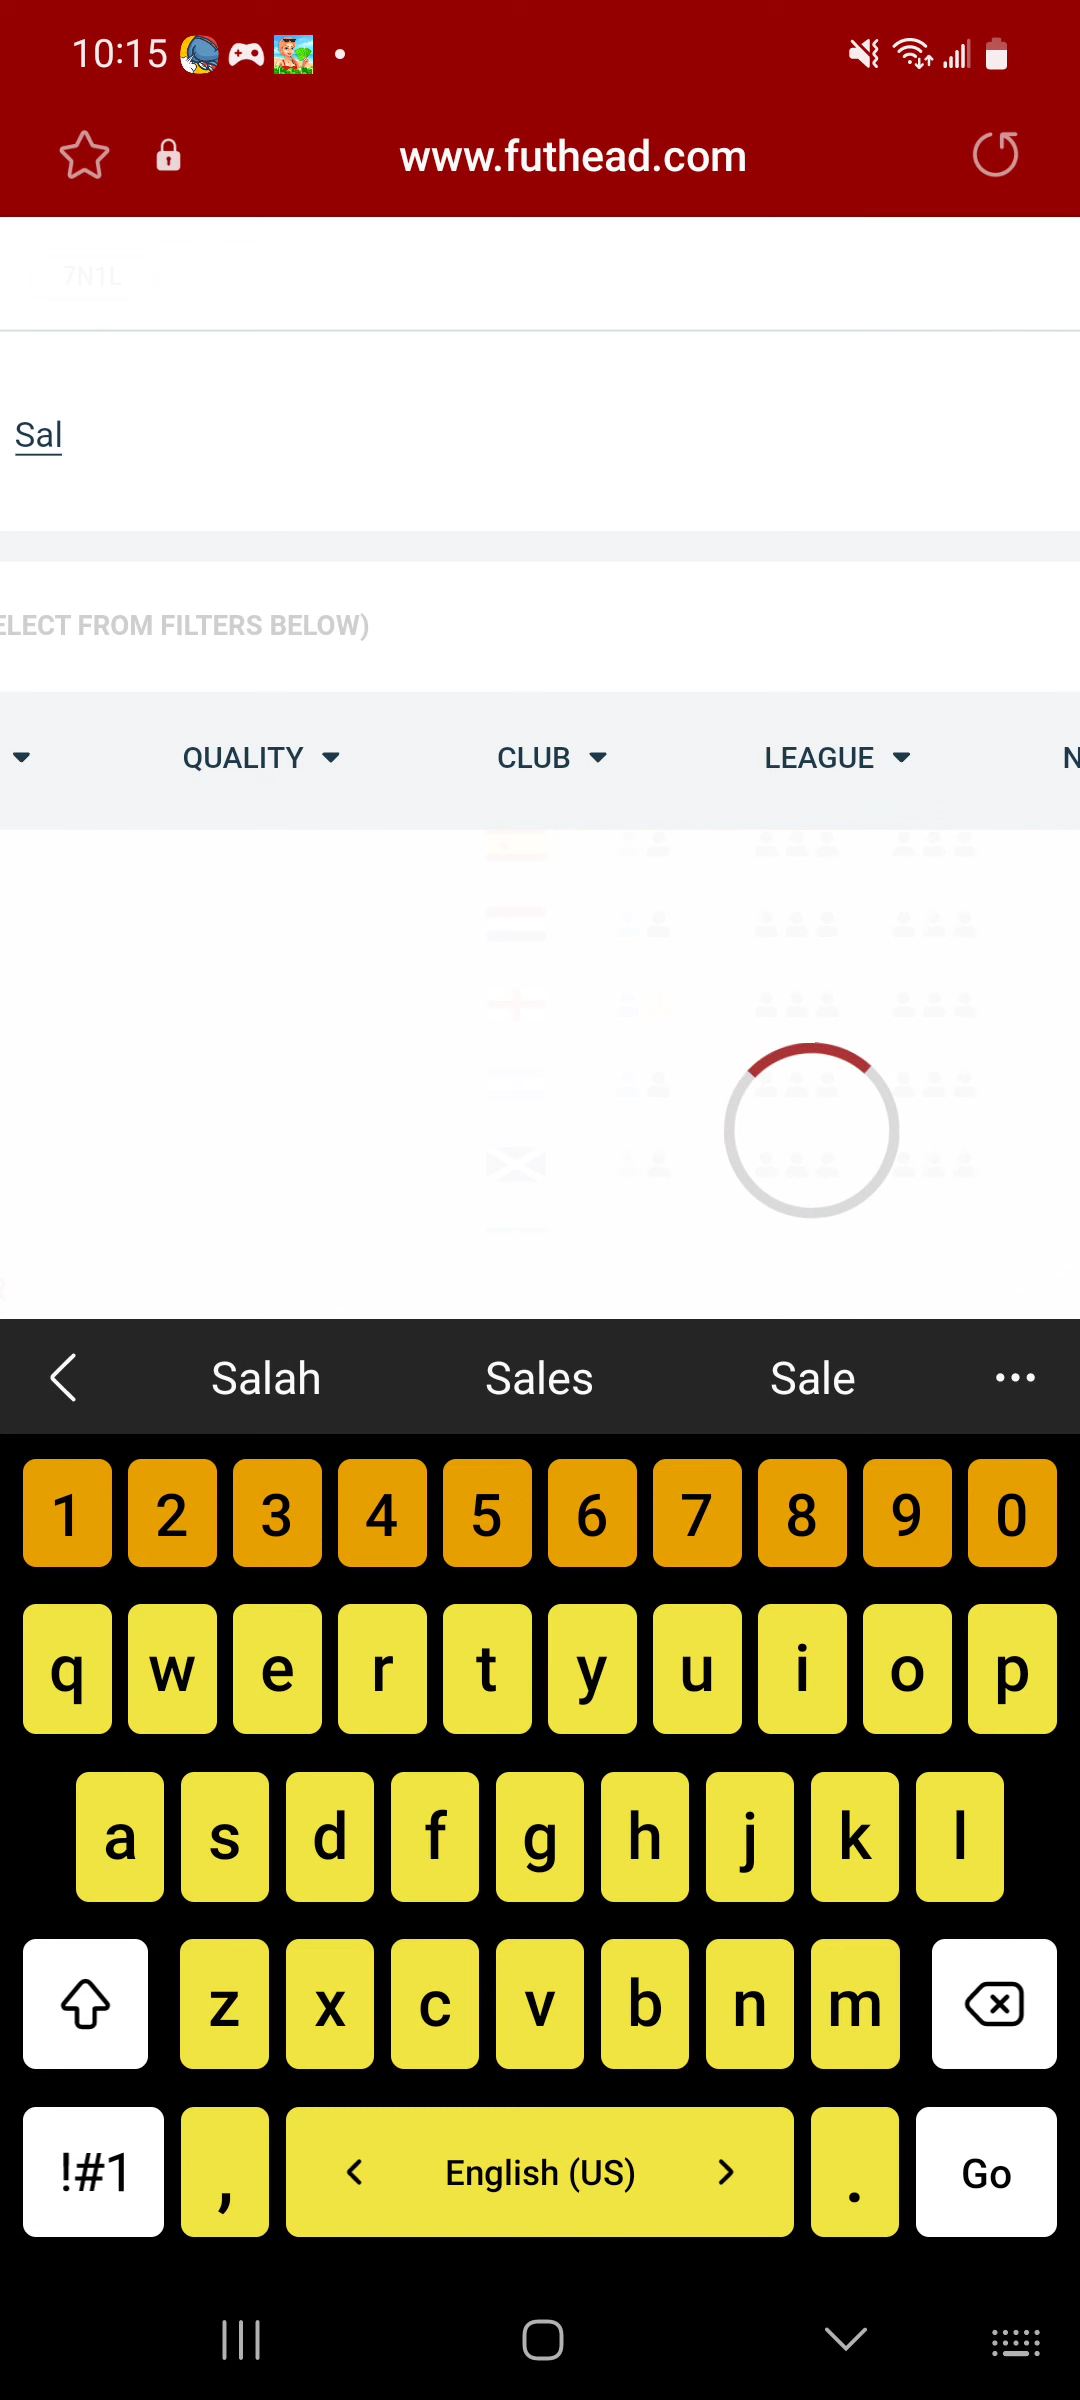 10:15
www.futhead.com
7N1L
Sal
ELECT FROM FILTERS BELOW)
QUALITY CLUB LEAGUE N
Salah Sales Sale
1 2 3 4 5 6 7 8 9 0
q w e r t y u i o p
a s d f g h j k l
z x c v b n m
!#1 , < English (US) > . Go